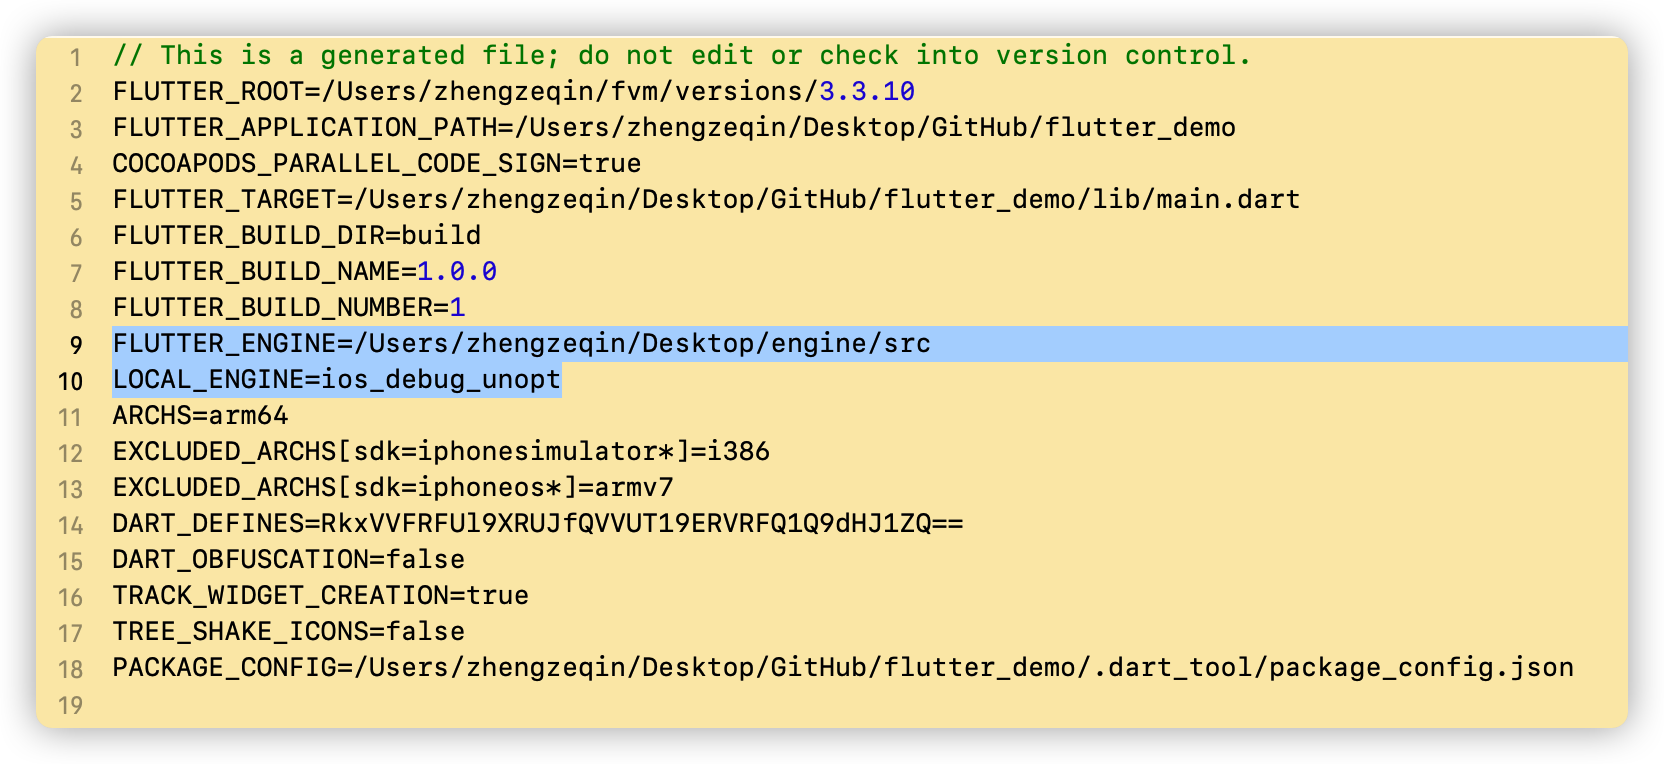 1 // This is a generated file; do not edit or check into version control.
2 FLUTTER_ROOT=/Users/zhengzeqin/fvm/versions/3.3.10
3 FLUTTER_APPLICATION_PATH=/Users/zhengzeqin/Desktop/GitHub/flutter_demo
4 COCOAPODS_PARALLEL_CODE_SIGN=true
5 FLUTTER_TARGET=/Users/zhengzeqin/Desktop/GitHub/flutter_demo/lib/main.dart
6 FLUTTER_BUILD_DIR=build
7 FLUTTER_BUILD_NAME=1.0.0
8 FLUTTER_BUILD_NUMBER=1
9 FLUTTER_ENGINE=/Users/zhengzeqin/Desktop/engine/src
10 LOCAL_ENGINE=ios_debug_unopt
11 ARCHS=arm64
12 EXCLUDED_ARCHS[sdk=iphonesimulator*]=i386
13 EXCLUDED_ARCHS[sdk=iphoneos*]=armv7
14 DART_DEFINES=RkxVVFRFUl9XRUJfQVVUT19ERVRFQ1Q9dHJ1ZQ==
15 DART_OBFUSCATION=false
16 TRACK_WIDGET_CREATION=true
17 TREE_SHAKE_ICONS=false
18 PACKAGE_CONFIG=/Users/zhengzeqin/Desktop/GitHub/flutter_demo/.dart_tool/package_config.json
19